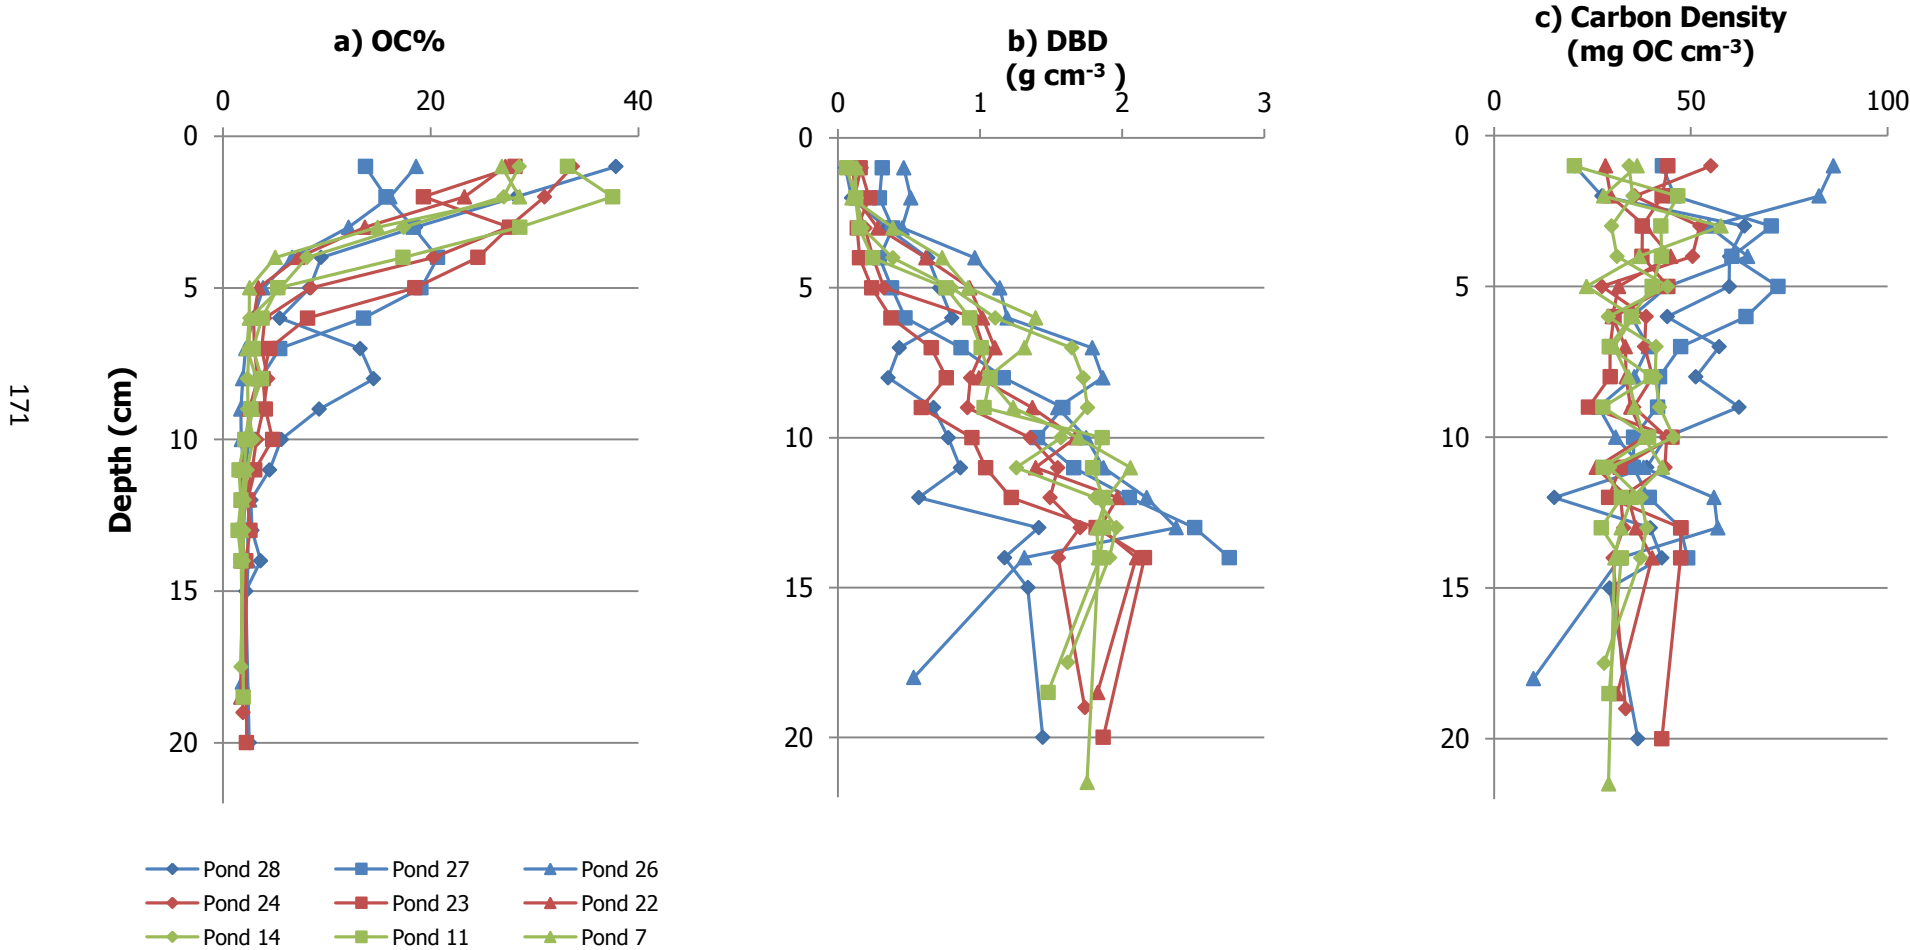 a) OC%
0 20 40
0
5
10
15
20
Depth (cm)
b) DBD
(g cm-3 )
0 1 2 3
0
5
10
15
20
c) Carbon Density
(mg OC cm-3)
0 50 100
0
5
10
15
20
171
Pond 28 Pond 27 Pond 26
Pond 24 Pond 23 Pond 22
Pond 14 Pond 11 Pond 7